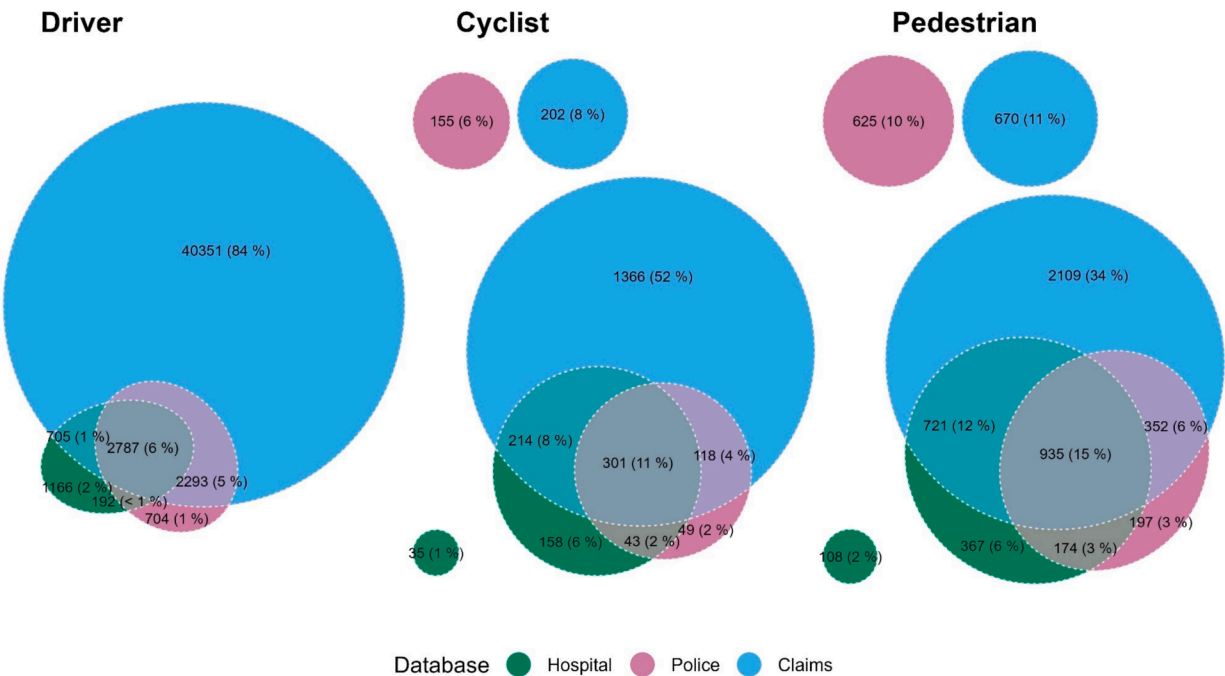 Driver
Cyclist
Pedestrian
155 (6 %)
202 (8 %)
625 (10 %)
670 (11 %)
40351 (84 %)
1366 (52 %)
2109 (34 %)
705 (1 %)
2787 (6 %)
1166 (2 %)
2293 (5 %)
192 (< 1 %)
704 (1 %)
214 (8 %)
301 (11 %)
118 (4 %)
158 (6 %)
43 (2 %)
49 (2 %)
35 (1 %)
721 (12 %)
935 (15 %)
352 (6 %)
367 (6 %)
174 (3 %)
197 (3 %)
108 (2 %)
Database Hospital Police Claims